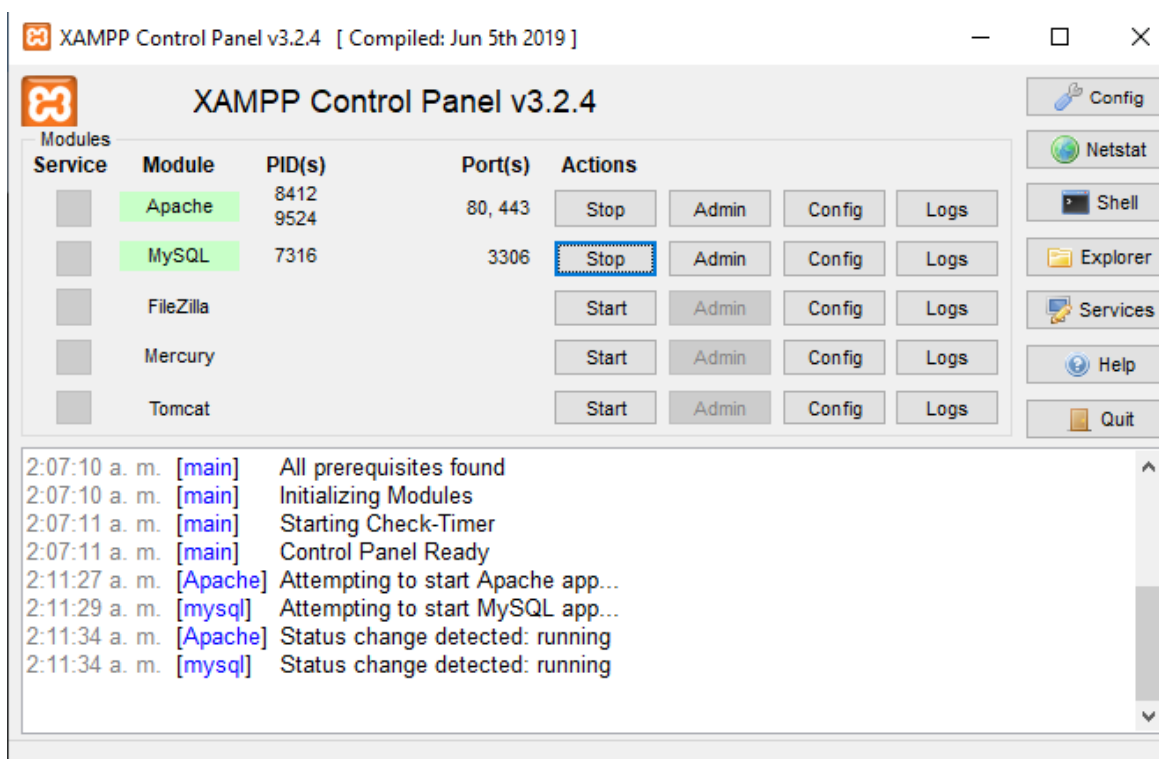 XAMPP Control Panel v3.2.4 [ Compiled: Jun 5th 2019 ]
XAMPP Control Panel v3.2.4
Config
Modules
Netstat
Service Module PID(s) Port(s) Actions
Apache 8412 9524 80, 443 Stop Admin Config Logs
Shell
MySQL 7316 3306 Stop Admin Config Logs
Explorer
FileZilla Start Admin Config Logs
Services
Mercury Start Admin Config Logs
Help
Tomcat Start Admin Config Logs
Quit
2:07:10 a. m. [main] All prerequisites found
2:07:10 a. m. [main] Initializing Modules
2:07:11 a. m. [main] Starting Check-Timer
2:07:11 a. m. [main] Control Panel Ready
2:11:27 a. m. [Apache] Attempting to start Apache app...
2:11:29 a. m. [mysql] Attempting to start MySQL app...
2:11:34 a. m. [Apache] Status change detected: running
2:11:34 a. m. [mysql] Status change detected: running